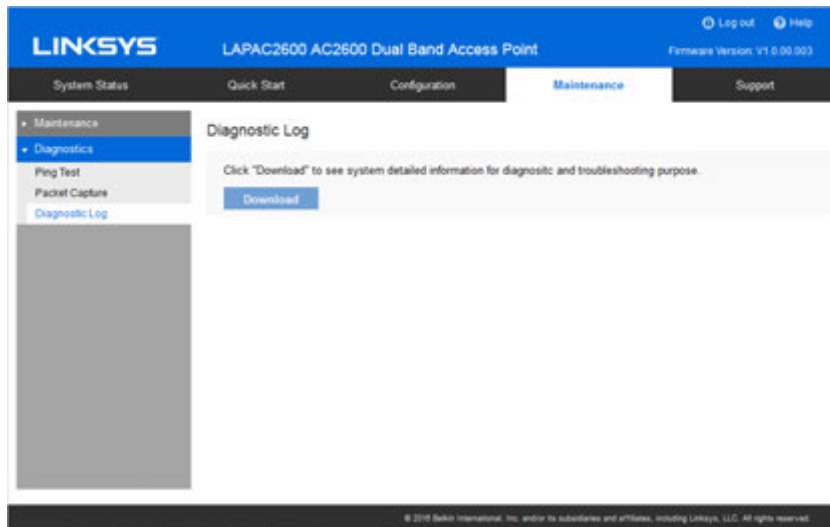 Log out Help
LINKSYS LAPAC2600 AC2600 Dual Band Access Point Firmware Version: V1.0.00.003
System Status Quick Start Configuration Maintenance Support
Maintenance
Diagnostics
Ping Test
Packet Capture
Diagnostic Log
Diagnostic Log
Click "Download" to see system detailed information for diagnositc and troubleshooting purpose.
Download
© 2016 Belkin International, Inc. and/or its subsidiaries and affiliates, including Linksys, LLC. All rights reserved.